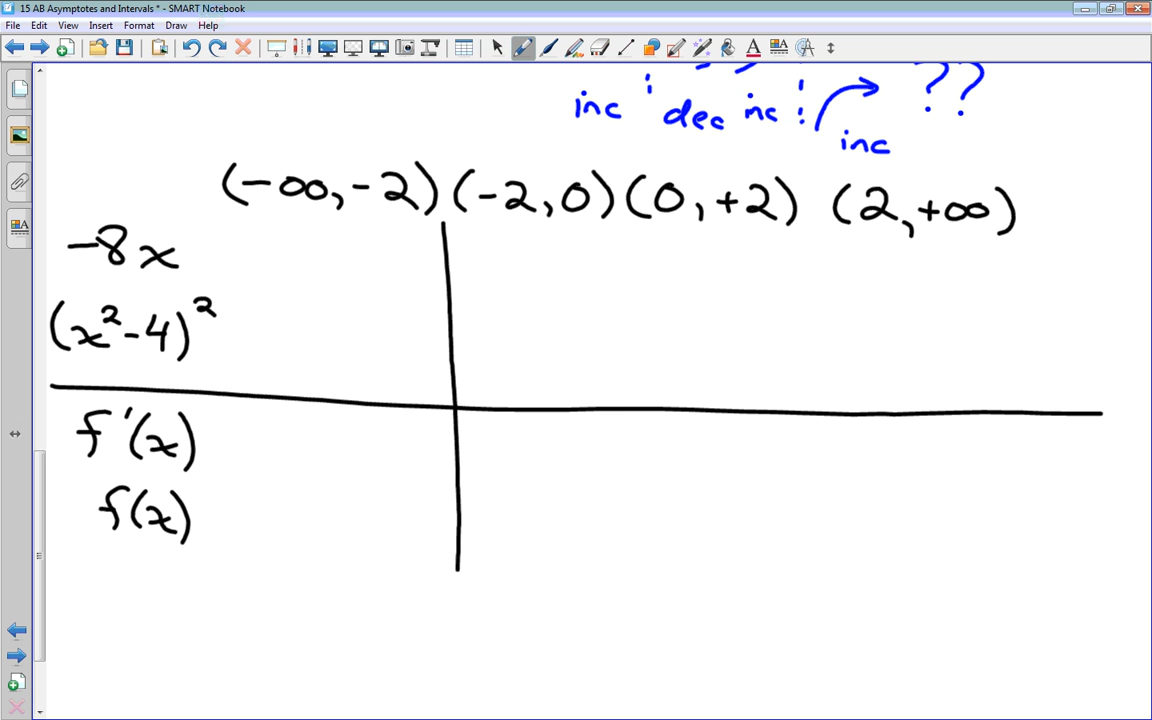 15 AB Asymptotes and Intervals * - SMART Notebook
File Edit View Insert Format Draw Help
inc dec inc inc ??
(-∞,-2) (-2,0) (0,+2) (2,+∞)
-8x
(x²-4)²
f'(x)
f(x)